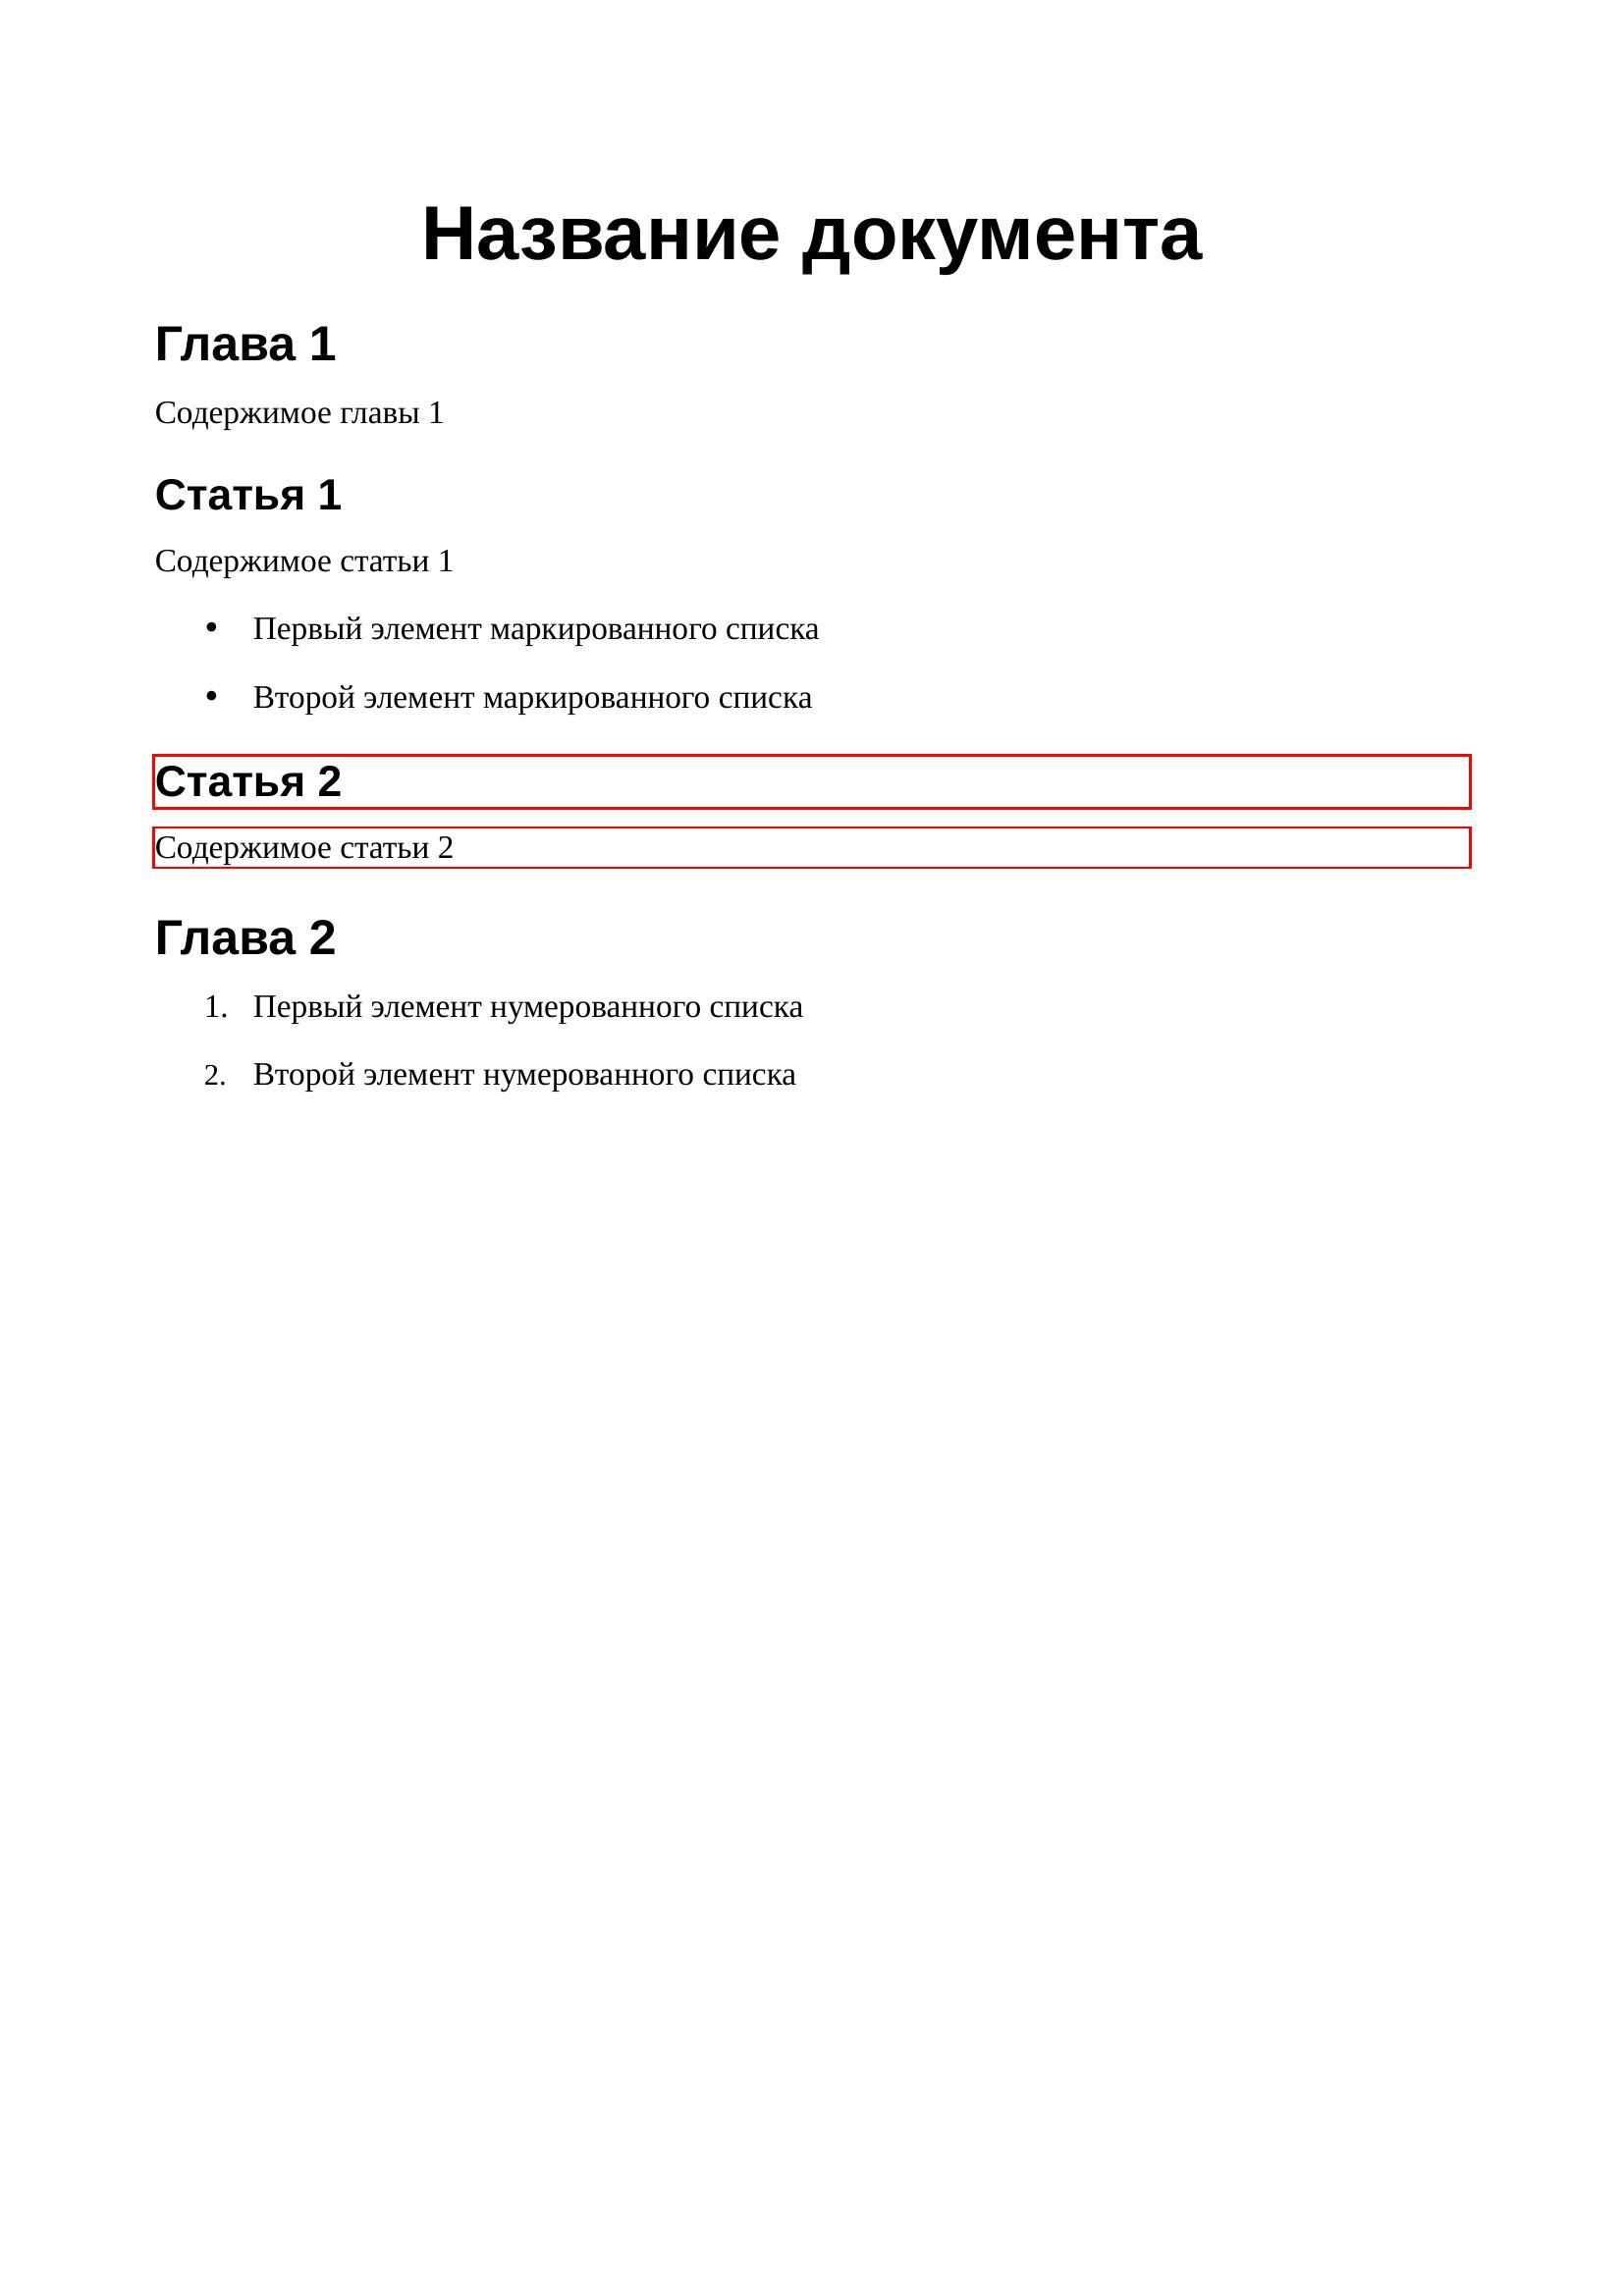 Название документа
Глава 1
Содержимое главы 1
Статья 1
Содержимое статьи 1
• Первый элемент маркированного списка
• Второй элемент маркированного списка
Статья 2
Содержимое статьи 2
Глава 2
1. Первый элемент нумерованного списка
2. Второй элемент нумерованного списка